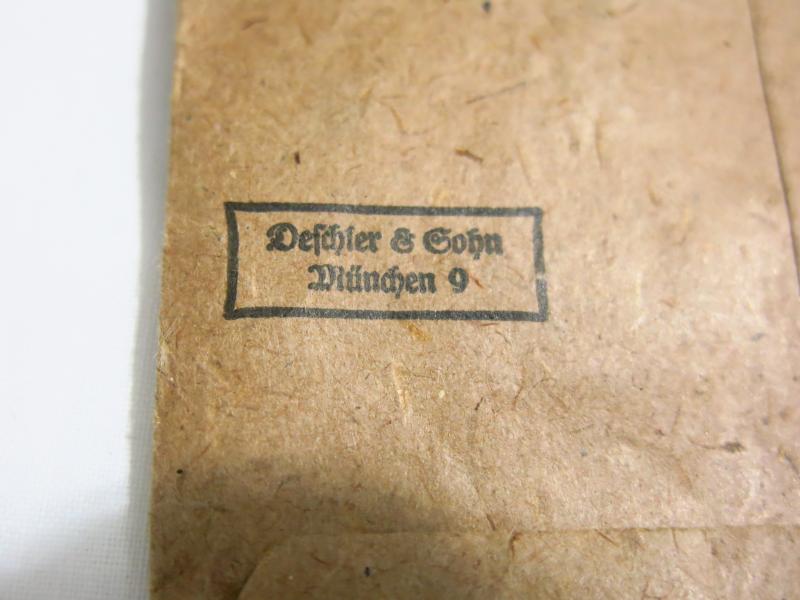 Deschler & Sohn
München 9